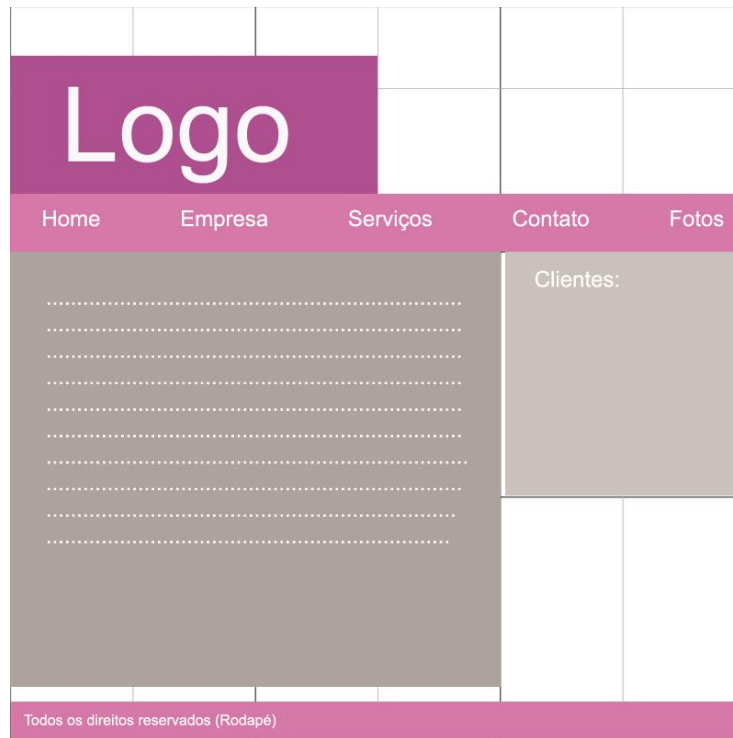 Logo
Home Empresa Serviços Contato Fotos
Clientes:
....................................................................
....................................................................
....................................................................
....................................................................
....................................................................
....................................................................
.....................................................................
....................................................................
...................................................................
..................................................................
Todos os direitos reservados (Rodapé)